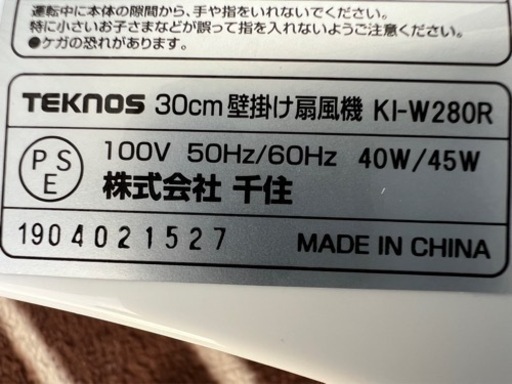 運転中に本体の隙間から、手や指をいれないでください。
特に小さいお子さまなどが誤って指を入れないようご注意ください。
●ケガの恐れがあります。
TEKNOS 30cm 壁掛け扇風機 KI-W280R
PSE 100V 50Hz/60Hz 40W/45W
株式会社 千住
1904021527 MADE IN CHINA